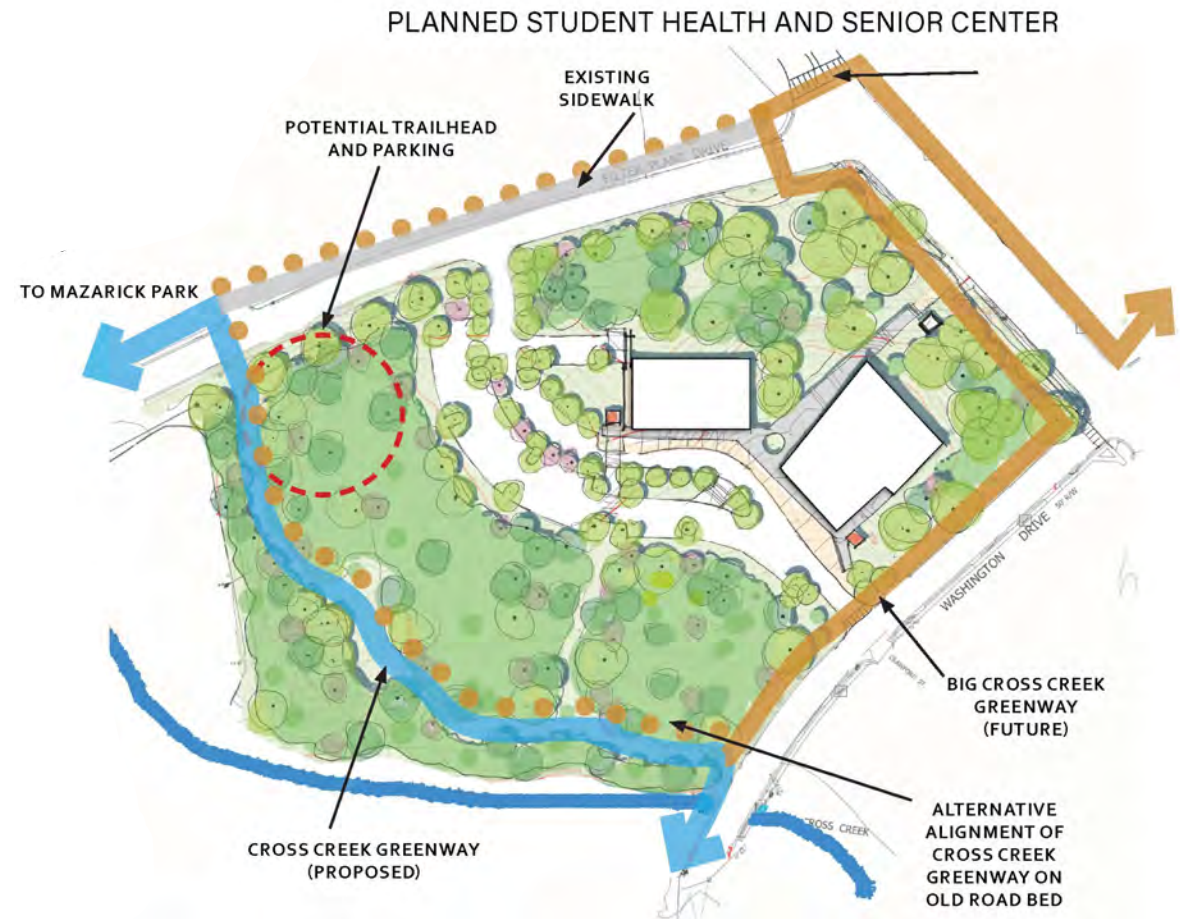 PLANNED STUDENT HEALTH AND SENIOR CENTER
EXISTING
SIDEWALK
POTENTIAL TRAILHEAD
AND PARKING
FILTER PLANT DRIVE
TO MAZARICK PARK
WASHINGTON DRIVE 50' R/W
BIG CROSS CREEK
GREENWAY
(FUTURE)
CROSS CREEK
ALTERNATIVE
ALIGNMENT OF
CROSS CREEK
GREENWAY ON
OLD ROAD BED
CROSS CREEK GREENWAY
(PROPOSED)